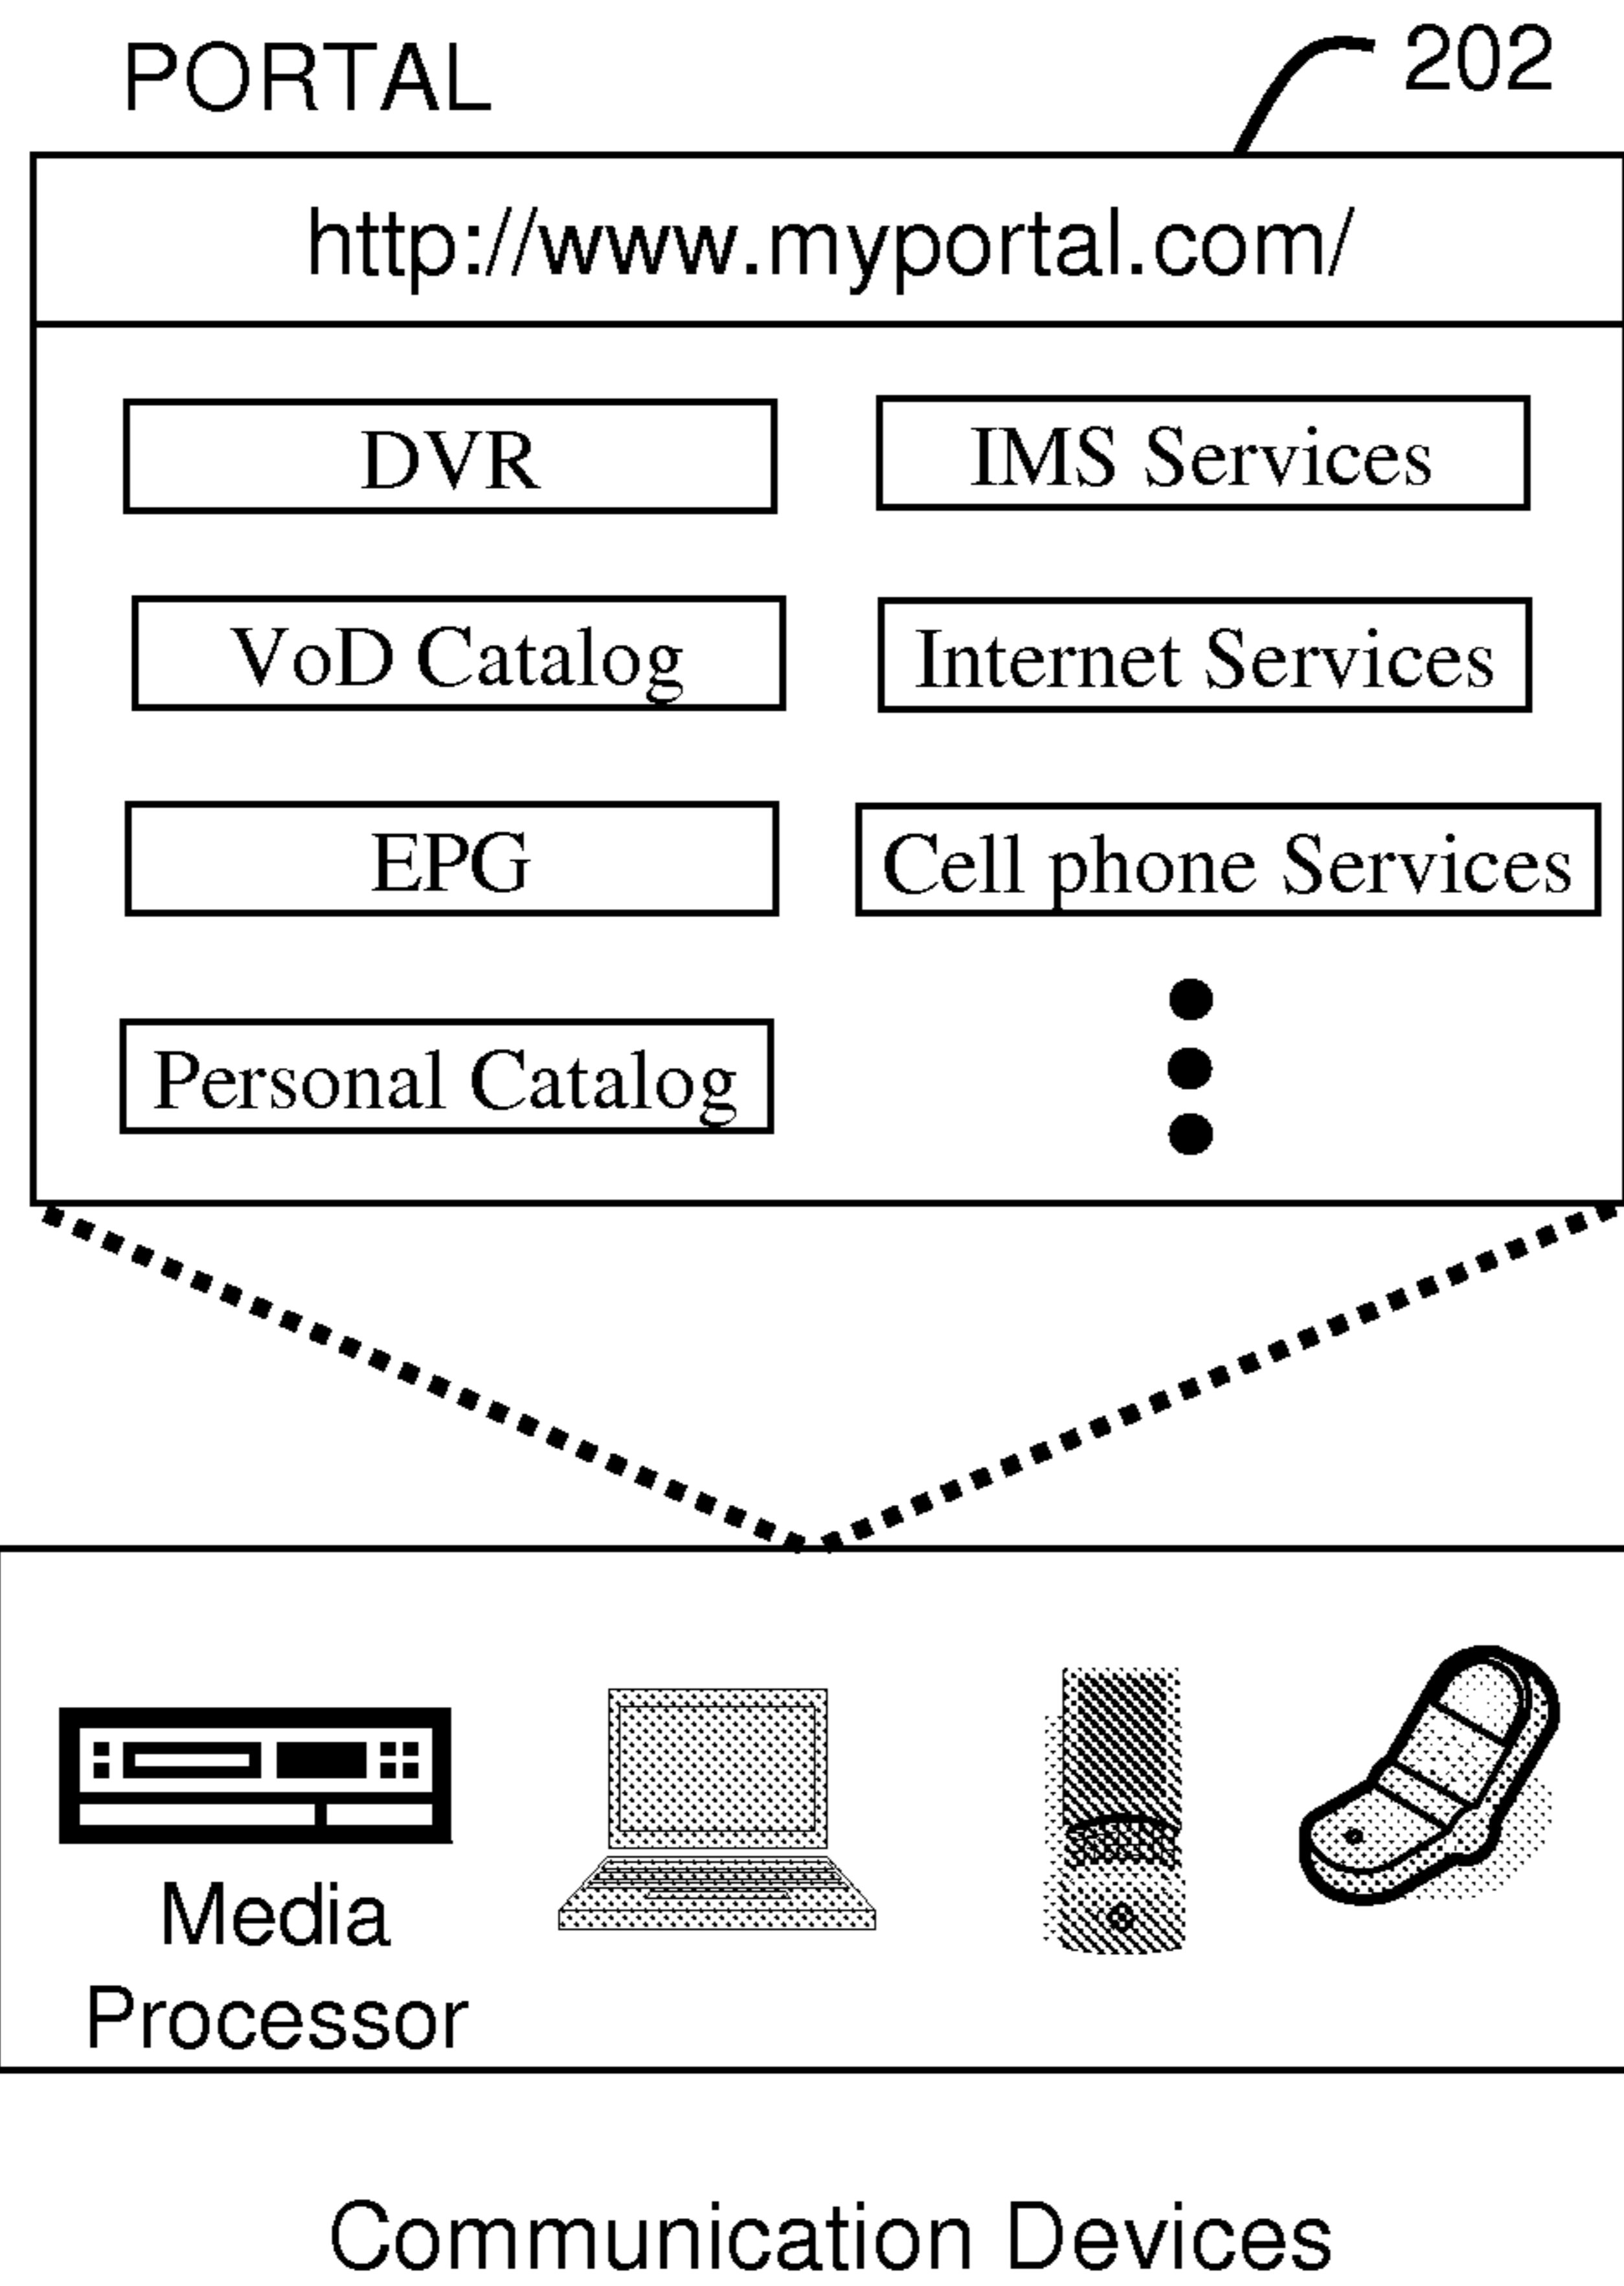 PORTAL
202
http://www.myportal.com/
DVR
IMS Services
VoD Catalog
Internet Services
EPG
Cell phone Services
Personal Catalog
Media
Processor
Communication Devices